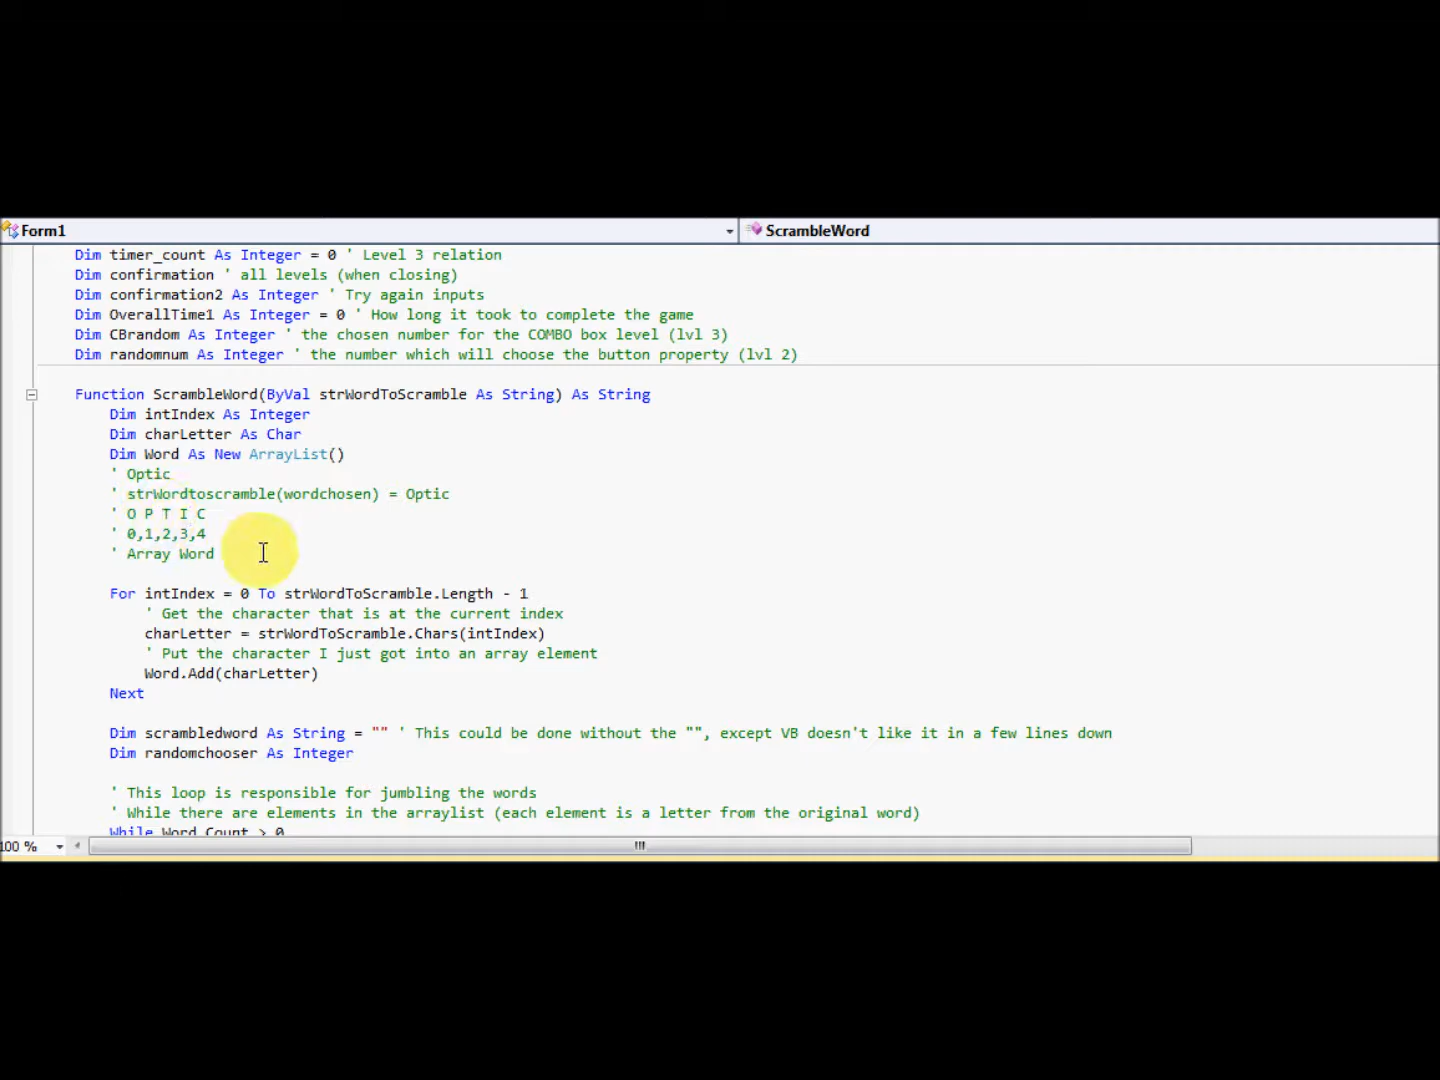 Form1
ScrambleWord
Dim timer_count As Integer = 0 ' Level 3 relation
Dim confirmation ' all levels (when closing)
Dim confirmation2 As Integer ' Try again inputs
Dim OverallTime1 As Integer = 0 ' How long it took to complete the game
Dim CBrandom As Integer ' the chosen number for the COMBO box level (lvl 3)
Dim randomnum As Integer ' the number which will choose the button property (lvl 2)
Function ScrambleWord(ByVal strWordToScramble As String) As String
Dim intIndex As Integer
Dim charLetter As Char
Dim Word As New ArrayList()
' Optic
' strWordtoscramble(wordchosen) = Optic
' O P T I C
' 0,1,2,3,4
' Array Word
For intIndex = 0 To strWordToScramble.Length - 1
' Get the character that is at the current index
charLetter = strWordToScramble.Chars(intIndex)
' Put the character I just got into an array element
Word.Add(charLetter)
Next
Dim scrambledword As String = "" ' This could be done without the "", except VB doesn't like it in a few lines down
Dim randomchooser As Integer
' This loop is responsible for jumbling the words
' While there are elements in the arraylist (each element is a letter from the original word)
While Word.Count > 0
100 %